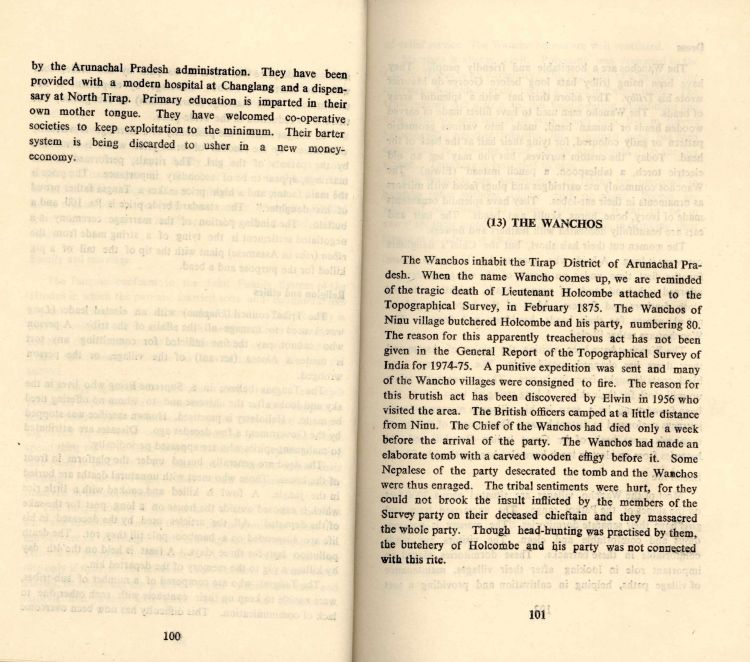 by the Arunachal Pradesh administration. They have been
provided with a modern hospital at Changlang and a dispen-
sary at North Tirap. Primary education is imparted in their
own mother tongue. They have welcomed co-operative
societies to keep exploitation to the minimum. Their barter
system is being discarded to usher in a new money-
economy.
100
(13) THE WANCHOS
The Wanchos inhabit the Tirap District of Arunachal Pra-
desh. When the name Wancho comes up, we are reminded
of the tragic death of Lieutenant Holcombe attached to the
Topographical Survey, in February 1875. The Wanchos of
Ninu village butchered Holcombe and his party, numbering 80.
The reason for this apparently treacherous act has not been
given in the General Report of the Topographical Survey of
India for 1974-75. A punitive expedition was sent and many
of the Wancho villages were consigned to fire. The reason for
this brutish act has been discovered by Elwin in 1956 who
visited the area. The British officers camped at a little distance
from Ninu. The Chief of the Wanchos had died only a week
before the arrival of the party. The Wanchos had made an
elaborate tomb with a carved wooden effigy before it. Some
Nepalese of the party desecrated the tomb and the Wanchos
were thus enraged. The tribal sentiments were hurt, for they
could not brook the insult inflicted by the members of the
Survey party on their deceased chieftain and they massacred
the whole party. Though head-hunting was practised by them,
the butehery of Holcombe and his party was not connected
with this rite.
101